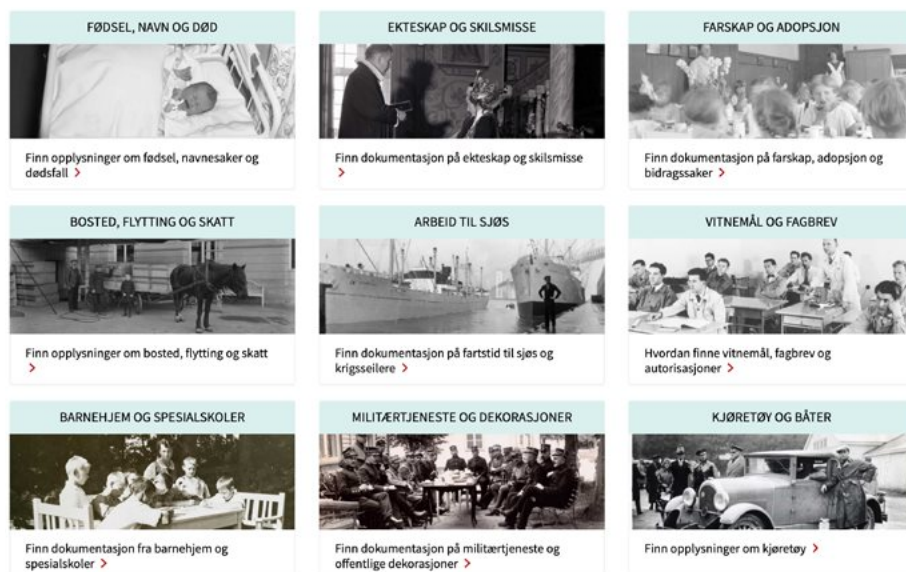 FØDSEL, NAVN OG DØD
Finn opplysninger om fødsel, navnesaker og
dødsfall >
EKTESKAP OG SKILSMISSE
Finn dokumentasjon på ekteskap og skilsmisse
>
FARSKAP OG ADOPSJON
Finn dokumentasjon på farskap, adopsjon og
bidragssaker >
BOSTED, FLYTTING OG SKATT
Finn opplysninger om bosted, flytting og skatt
>
ARBEID TIL SJØS
Finn dokumentasjon på fartstid til sjøs og
krigsseilere >
VITNEMÅL OG FAGBREV
Hvordan finne vitnemål, fagbrev og
autorisasjoner >
BARNEHJEM OG SPESIALSKOLER
Finn dokumentasjon fra barnehjem og
spesialskoler >
MILITÆRTJENESTE OG DEKORASJONER
Finn dokumentasjon på militærtjeneste og
offentlige dekorasjoner >
KJØRETØY OG BÅTER
Finn opplysninger om kjøretøy >